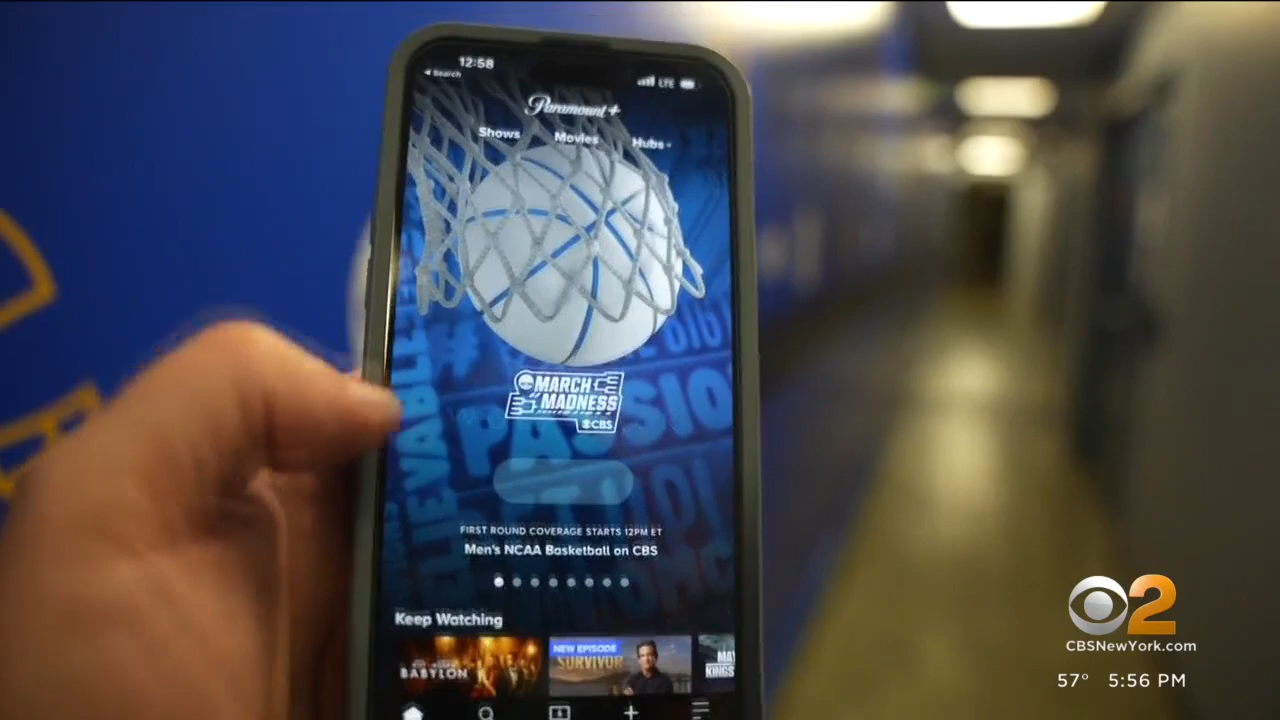 12:58
Search
LTE
Paramount+
Shows Movies Hubs
MARCH
MADNESS
CBS
FIRST ROUND COVERAGE STARTS 12PM ET
Men's NCAA Basketball on CBS
Keep Watching
BABYLON
NEW EPISODE
SURVIVOR
2
CBSNewYork.com
57° 5:56 PM